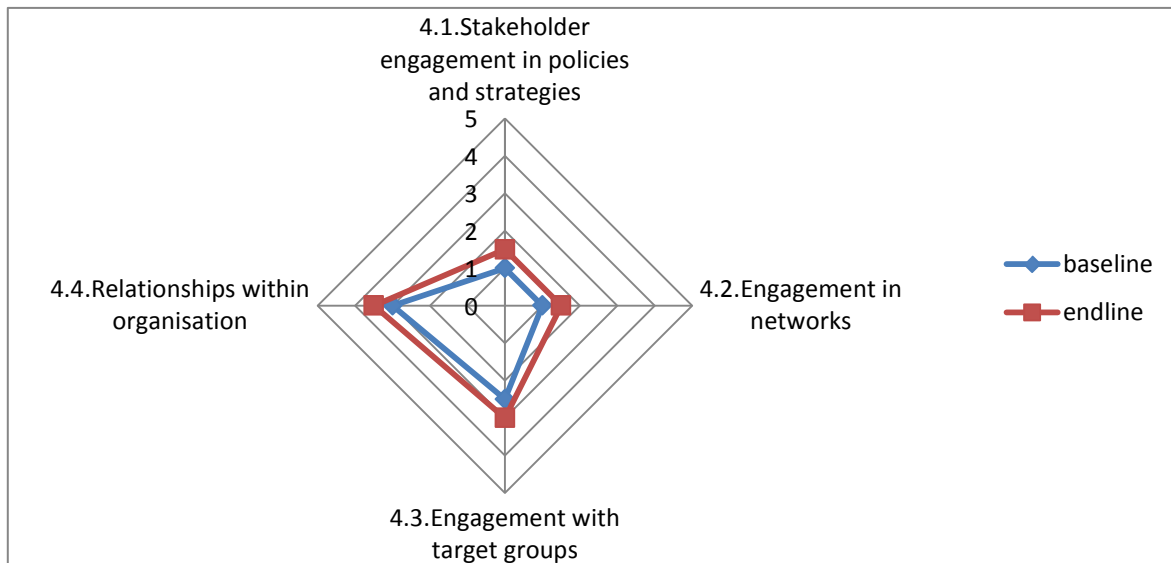 4.1.Stakeholder
engagement in policies
and strategies
5
4
3
2
1
0
4.4.Relationships within
organisation
4.2.Engagement in
networks
baseline
endline
4.3.Engagement with
target groups